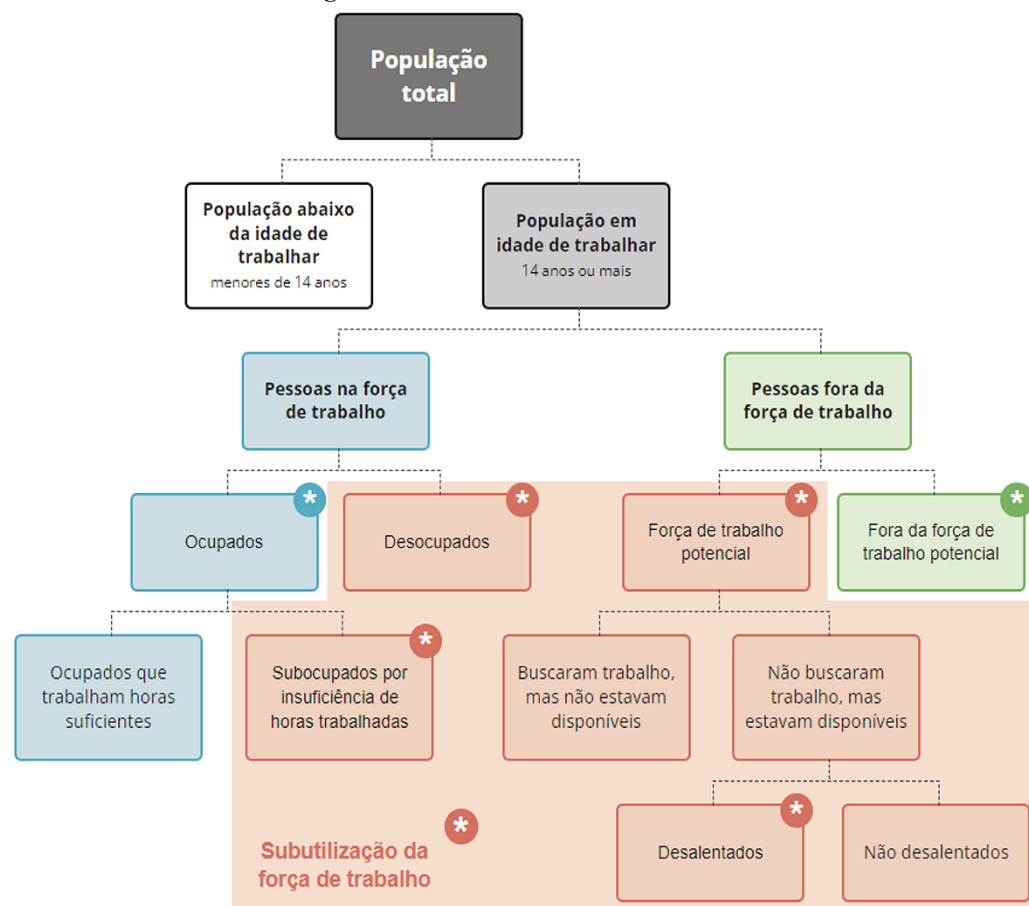 População
total
População abaixo
da idade de
trabalhar
menores de 14 anos
População em
idade de trabalhar
14 anos ou mais
Pessoas na força
de trabalho
Pessoas fora da
força de trabalho
*
Ocupados
*
Desocupados
*
Força de trabalho
potencial
*
Fora da força de
trabalho potencial
Ocupados que
trabalham horas
suficientes
*
Subocupados por
insuficiência de
horas trabalhadas
Buscaram trabalho,
mas não estavam
disponíveis
Não buscaram
trabalho, mas
estavam disponíveis
*
Desalentados
Não desalentados
*
Subutilização da
força de trabalho